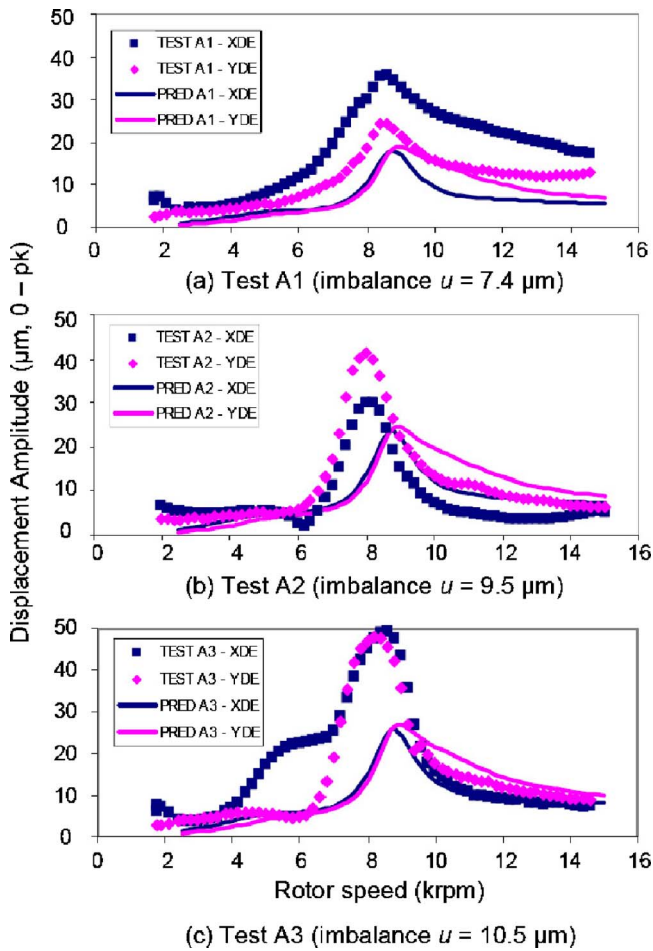 50
40
30
20
10
0
TEST A1 - XDE
TEST A1 - YDE
PRED A1 - XDE
PRED A1 - YDE
0 2 4 6 8 10 12 14 16
(a) Test A1 (imbalance u = 7.4 μm)
Displacement Amplitude (μm, 0 – pk)
50
40
30
20
10
0
TEST A2 - XDE
TEST A2 - YDE
PRED A2 - XDE
PRED A2 - YDE
0 2 4 6 8 10 12 14 16
(b) Test A2 (imbalance u = 9.5 μm)
50
40
30
20
10
0
TEST A3 - XDE
TEST A3 - YDE
PRED A3 - XDE
PRED A3 - YDE
0 2 4 6 8 10 12 14 16
Rotor speed (krpm)
(c) Test A3 (imbalance u = 10.5 μm)